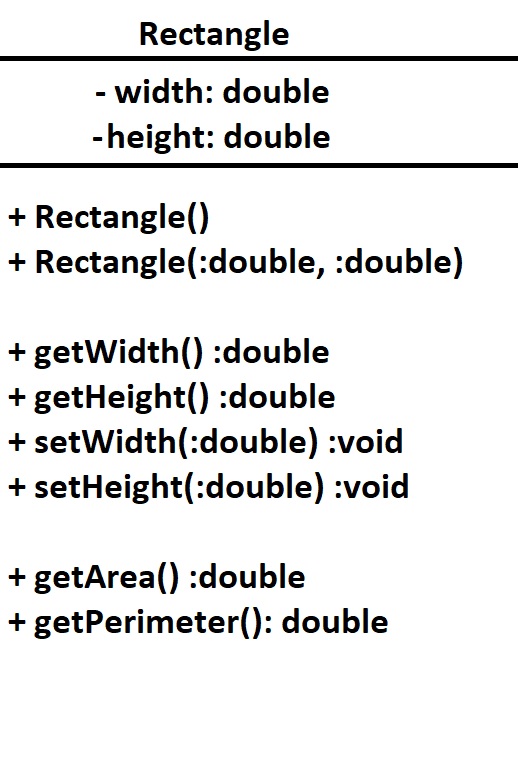 Rectangle
- width: double
-height: double
+ Rectangle()
+ Rectangle(:double, :double)
+ getWidth() :double
+ getHeight() :double
+ setWidth(:double) :void
+ setHeight(:double) :void
+ getArea() :double
+ getPerimeter(): double